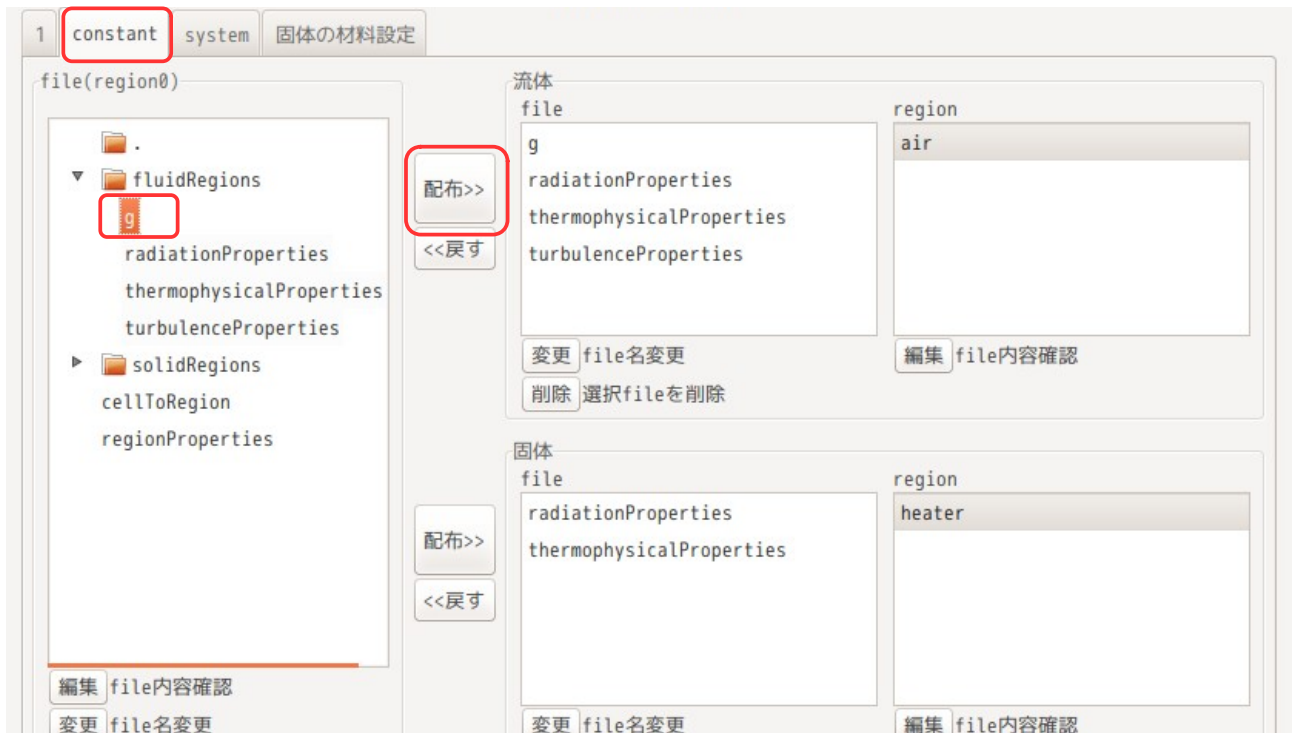 1 constant system 固体の材料設定
file(region0)
.
fluidRegions
g
radiationProperties
thermophysicalProperties
turbulenceProperties
solidRegions
cellToRegion
regionProperties
編集 file内容確認
変更 file名変更
配布>>
<<戻す
配布>>
<<戻す
流体
file
g
radiationProperties
thermophysicalProperties
turbulenceProperties
変更 file名変更
削除 選択fileを削除
region
air
編集 file内容確認
固体
file
radiationProperties
thermophysicalProperties
変更 file名変更
region
heater
編集 file内容確認